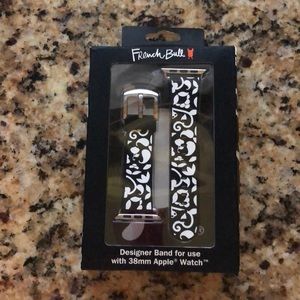 French Bull
Designer Band for use
with 38mm Apple® Watch™